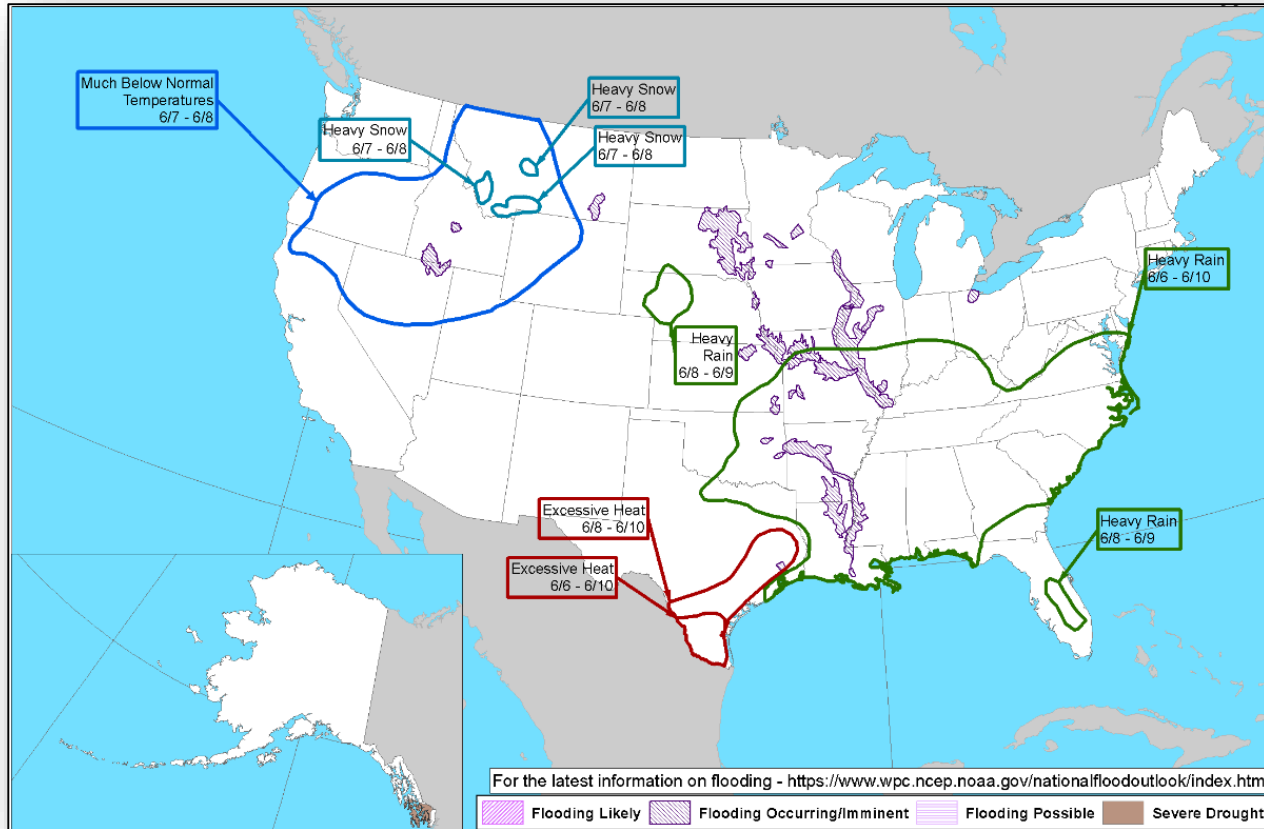 Much Below Normal
Temperatures
6/7 - 6/8
Heavy Snow
6/7 - 6/8
Heavy Snow
6/7 - 6/8
Heavy Snow
6/7 - 6/8
Heavy Rain
6/6 - 6/10
Heavy
Rain
6/8 - 6/9
Excessive Heat
6/8 - 6/10
Excessive Heat
6/6 - 6/10
Heavy Rain
6/8 - 6/9
For the latest information on flooding - https://www.wpc.ncep.noaa.gov/nationalfloodoutlook/index.htm
Flooding Likely Flooding Occurring/Imminent Flooding Possible Severe Drought